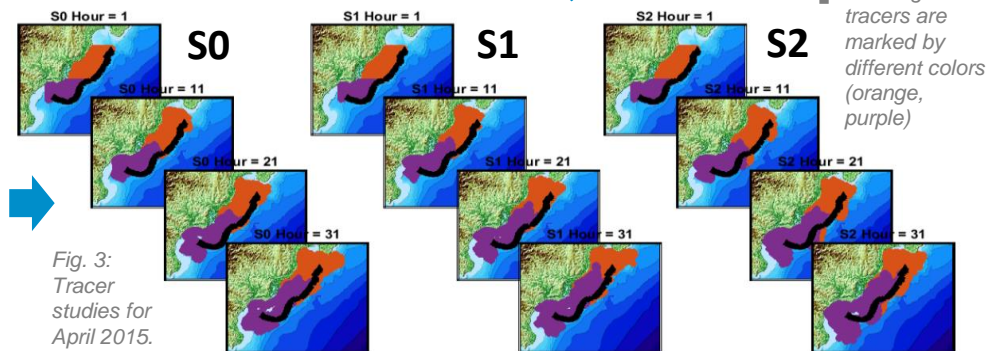 tracers are
marked by
different colors
(orange,
purple)
S0 Hour = 1
S0
S1 Hour = 1
S1
S2 Hour = 1
S2
S0 Hour = 11
S1 Hour = 11
S2 Hour = 11
S0 Hour = 21
S1 Hour = 21
S2 Hour = 21
S0 Hour = 31
S1 Hour = 31
S2 Hour = 31
Fig. 3:
Tracer
studies for
April 2015.